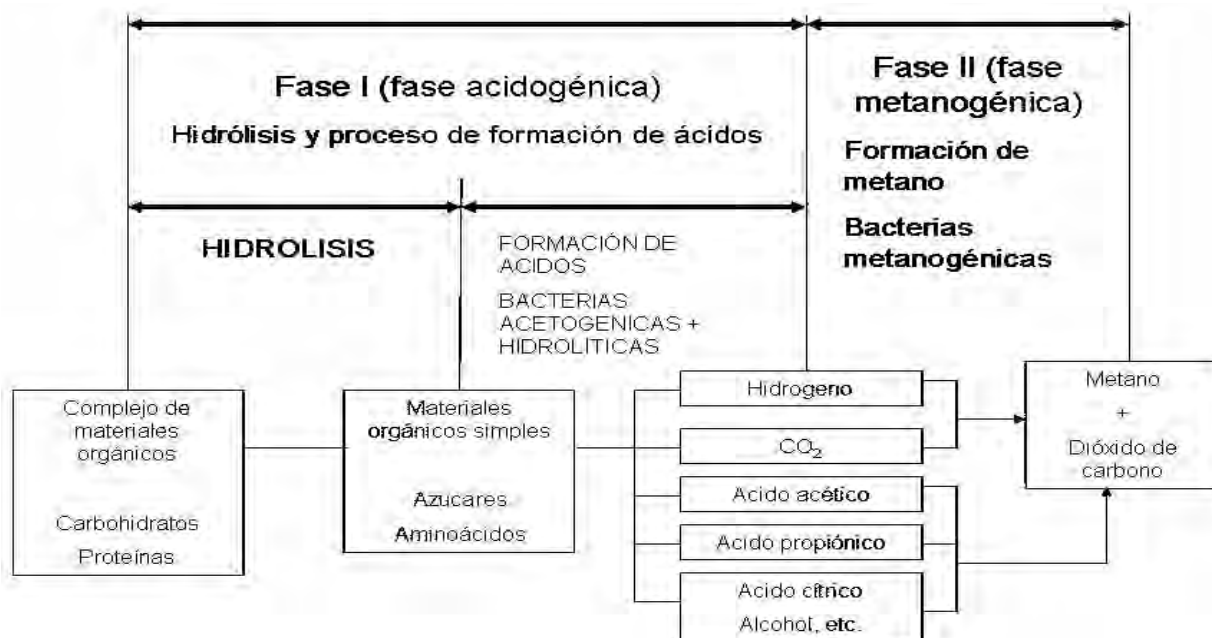 Fase I (fase acidogénica)
Hidrólisis y proceso de formación de ácidos
Fase II (fase
metanogénica)
Formación de
metano
Bacterias
metanogénicas
HIDROLISIS
FORMACIÓN DE
ACIDOS
BACTERIAS
ACETOGENICAS +
HIDROLITICAS
Complejo de
materiales
orgánicos
Carbohidratos
Proteínas
Materiales
orgánicos simples
Azucares
Aminoácidos
Hidrogeno
CO₂
Acido acético
Acido propiónico
Acido cítrico
Alcohol, etc.
Metano
+
Dióxido de
carbono